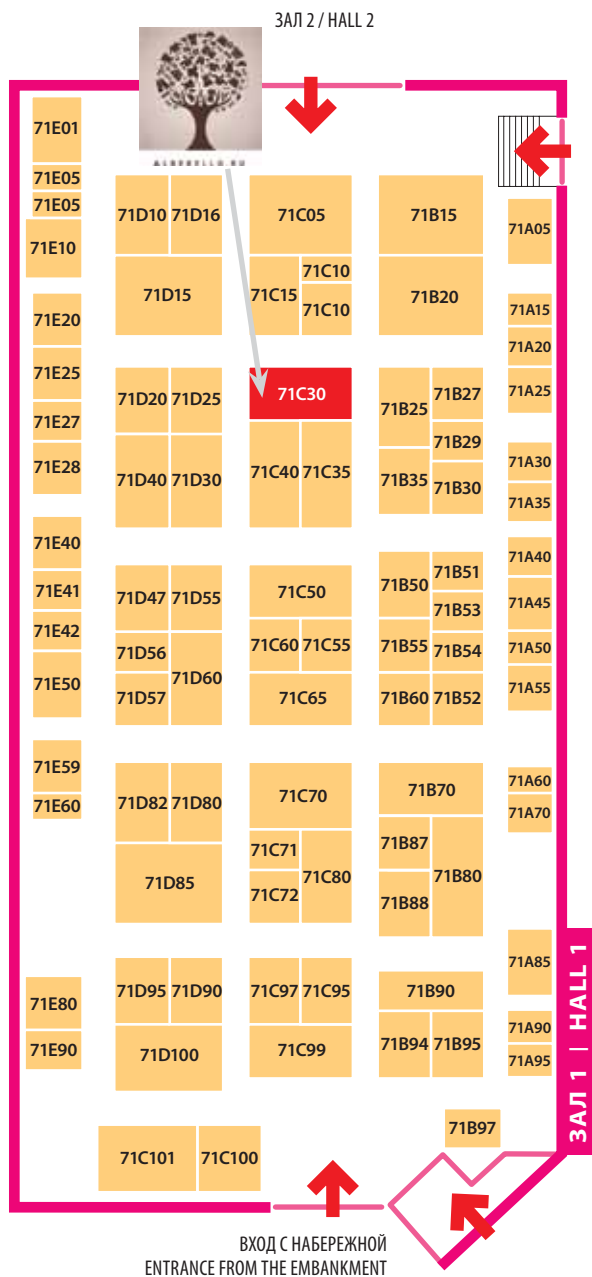 ЗАЛ 2 / HALL 2
ALBERELLO.RU
71E01
71E05
71E05
71E10
71E20
71E25
71E27
71E28
71E40
71E41
71E42
71E50
71E59
71E60
71E80
71E90
71D10 71D16
71D15
71D20 71D25
71D40 71D30
71D47 71D55
71D56
71D60
71D57
71D82 71D80
71D85
71D95 71D90
71D100
71C101 71C100
71C05
71C10
71C15
71C10
71C30
71C40 71C35
71C50
71C60 71C55
71C65
71C70
71C71
71C80
71C72
71C97 71C95
71C99
71B15
71B20
71B27
71B25
71B29
71B35
71B30
71B51
71B50
71B53
71B55 71B54
71B60 71B52
71B70
71B87
71B80
71B88
71B90
71B94 71B95
71B97
71A05
71A15
71A20
71A25
71A30
71A35
71A40
71A45
71A50
71A55
71A60
71A70
71A85
71A90
71A95
ЗАЛ 1 | HALL 1
ВХОД С НАБЕРЕЖНОЙ
ENTRANCE FROM THE EMBANKMENT